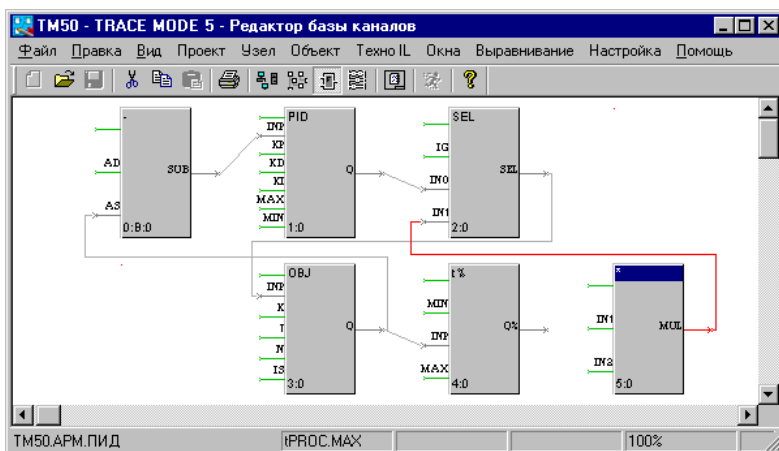 TM50 - TRACE MODE 5 - Редактор базы каналов
Файл Правка Вид Проект Узел Объект Техно IL Окна Выравнивание Настройка Помощь
- PID SEL
INP
KP IG
AD KD
SUB Q SEL
KI IN0
AS MAX
MIN IN1
0:B:0 1:0 2:0
OBJ t% *
INP
K MIN
T IN1
Q Q% MUL
N INP
IS MAX IN2
3:0 4:0 5:0
TM50.АРМ.ПИД tPROC.MAX 100%